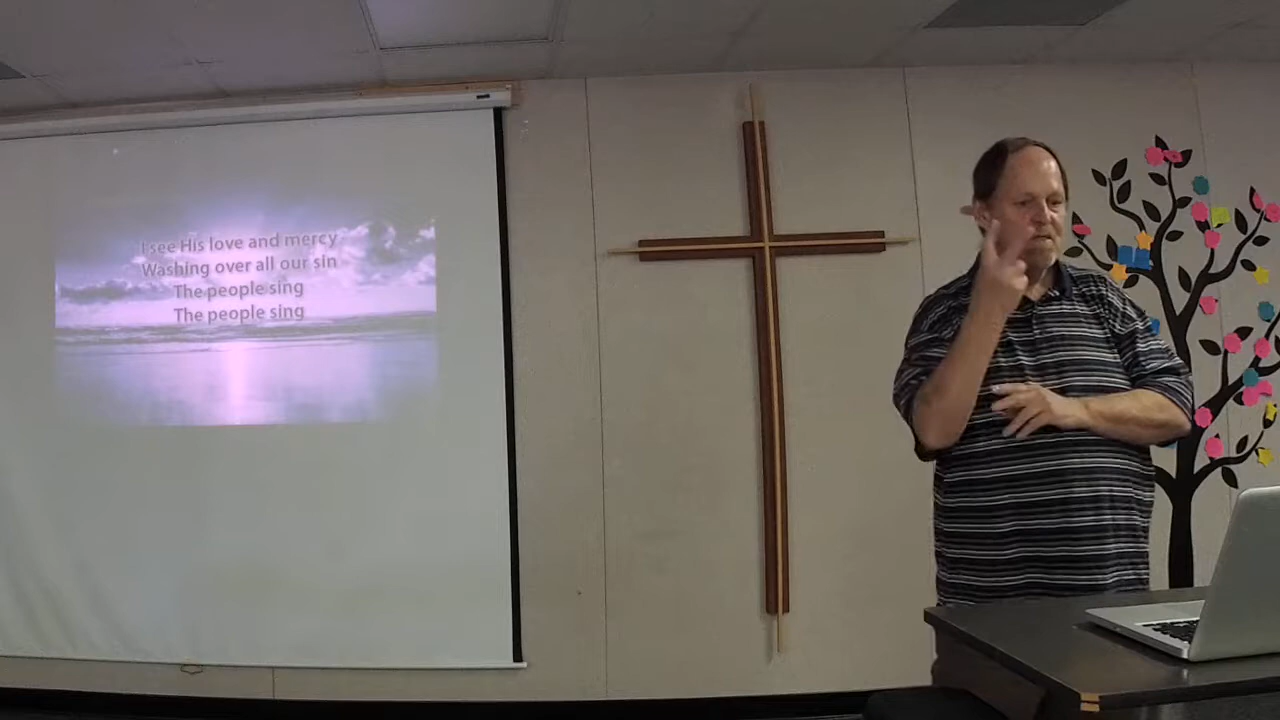 I see His love and mercy
Washing over all our sin
The people sing
The people sing